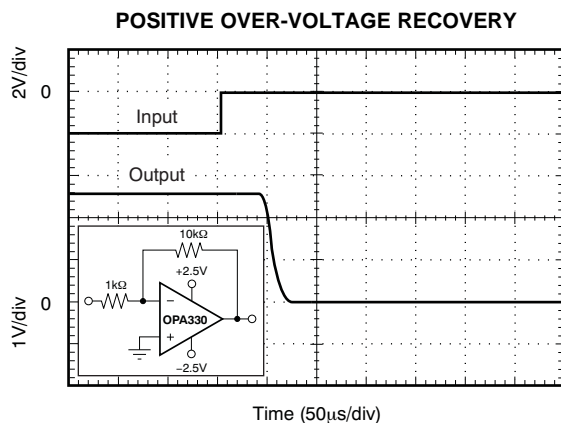 POSITIVE OVER-VOLTAGE RECOVERY
2V/div
0
Input
Output
10kΩ
+2.5V
1kΩ
−
OPA330
+
−2.5V
0
1V/div
Time (50μs/div)